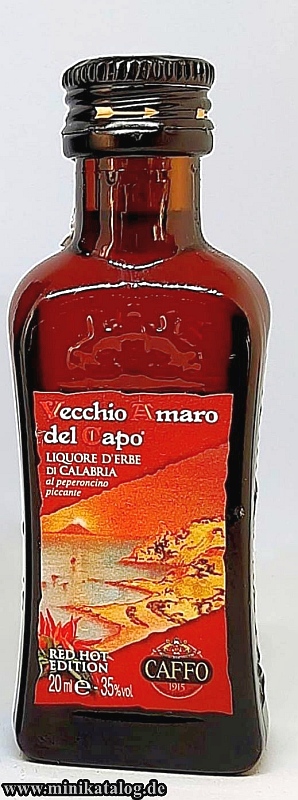 Vecchio Amaro
del Capo®
LIQUORE D'ERBE
DI CALABRIA
al peperoncino
piccante
RED HOT
EDITION
20 ml e - 35% vol
CAFFO
1915
www.minikatalog.de